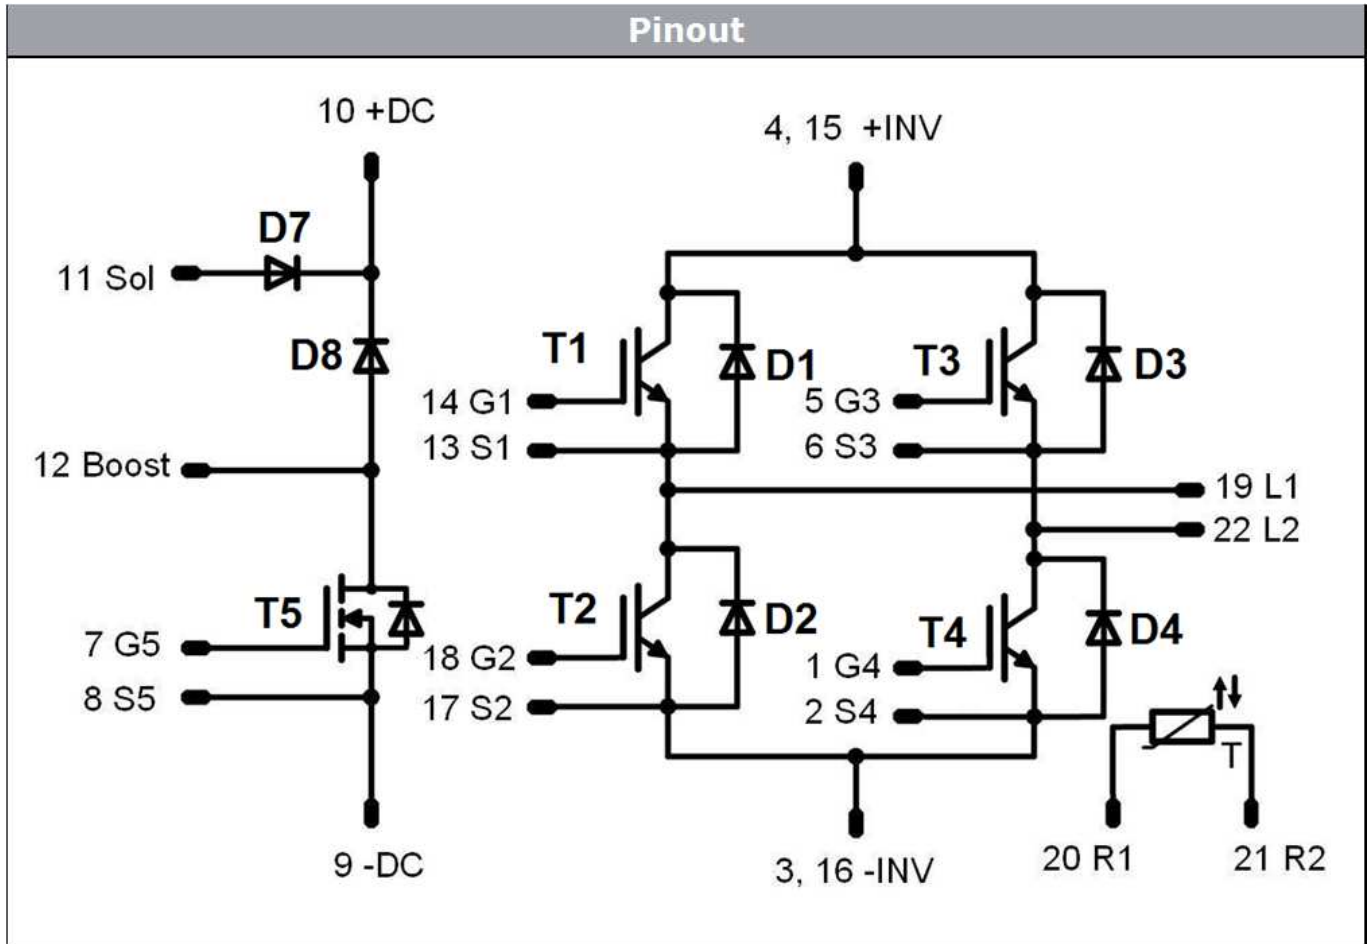 Pinout
10 +DC
4, 15 +INV
D7
11 Sol
D8
T1
D1
T3
D3
14 G1
5 G3
13 S1
6 S3
12 Boost
19 L1
22 L2
T5
T2
D2
T4
D4
7 G5
18 G2
1 G4
8 S5
17 S2
2 S4
T
9 -DC
3, 16 -INV
20 R1
21 R2